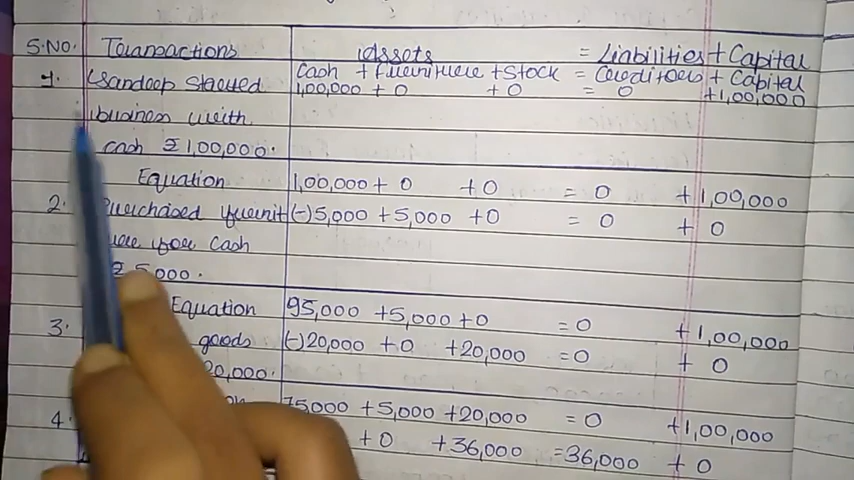 S.No. Transactions Assets = Liabilities + Capital
1. Sandeep started Cash + Furniture + Stock = Creditors + Capital
1,00,000 + 0 + 0 = 0 + 1,00,000
business with
cash ₹ 1,00,000.
Equation 1,00,000 + 0 + 0 = 0 + 1,00,000
2. Purchased furnit (-) 5,000 + 5,000 + 0 = 0 + 0
ure for cash
₹ 5,000.
Equation 95,000 + 5,000 + 0 = 0 + 1,00,000
3. goods (-) 20,000 + 0 + 20,000 = 0 + 0
20,000.
75,000 + 5,000 + 20,000 = 0 + 1,00,000
4. + 0 + 36,000 = 36,000 + 0